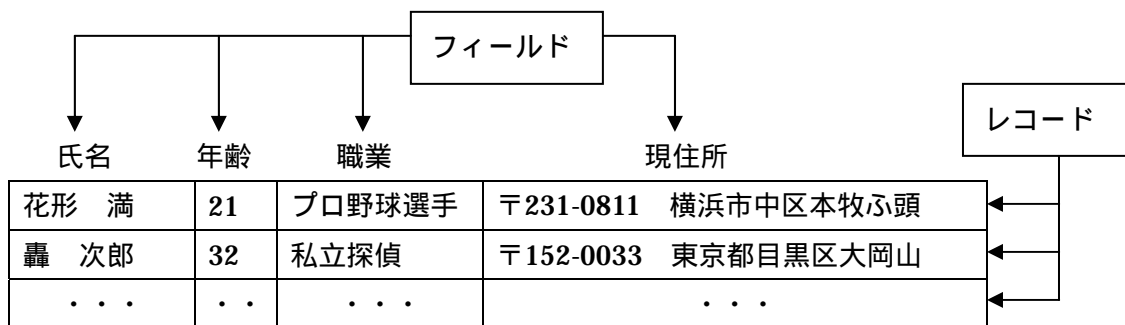 フィールド
レコード
氏名 年齢 職業 現住所
花形　満 21 プロ野球選手 〒231-0811　横浜市中区本牧ふ頭
轟　次郎 32 私立探偵 〒152-0033　東京都目黒区大岡山
・・・ ・・ ・・・ ・・・